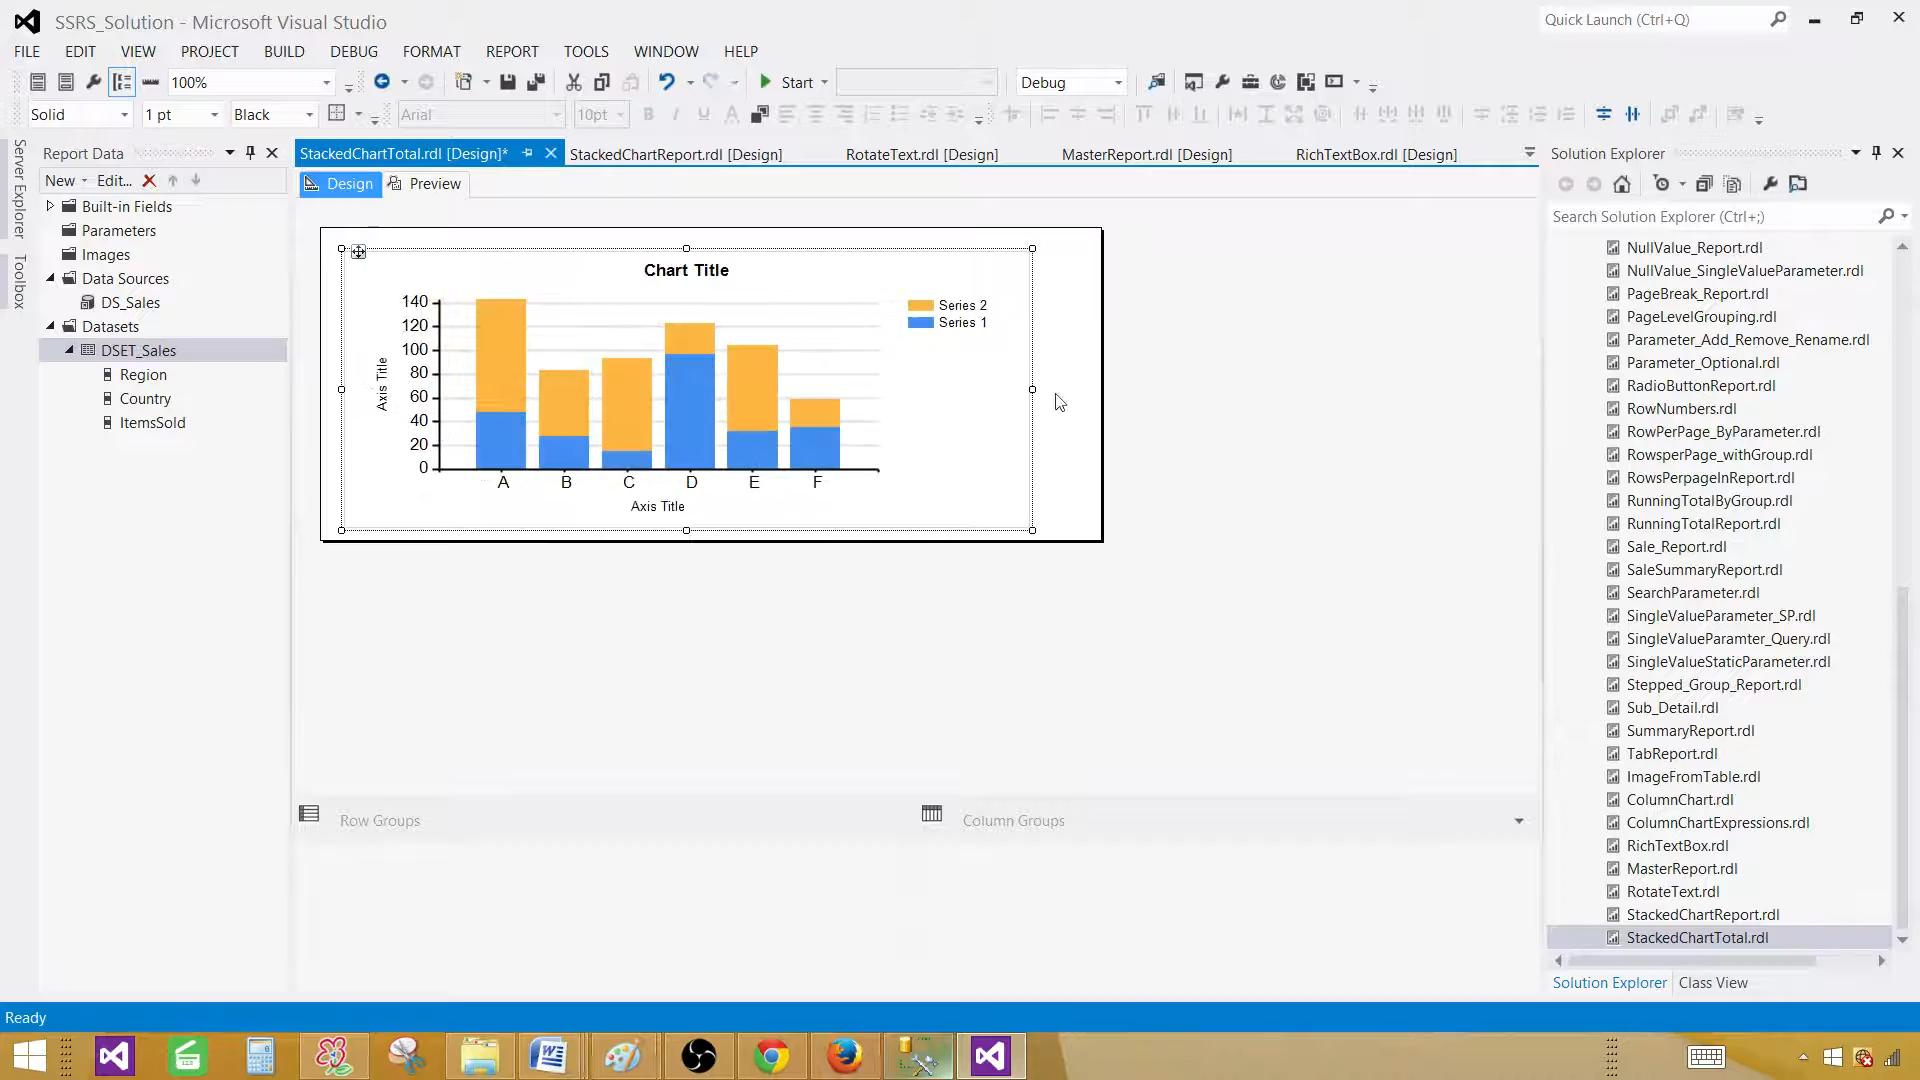 SSRS_Solution - Microsoft Visual Studio
Quick Launch (Ctrl+Q)
FILE EDIT VIEW PROJECT BUILD DEBUG FORMAT REPORT TOOLS WINDOW HELP
100% Start Debug
Solid 1 pt Black Arial 10pt B I U A
Server Explorer
Toolbox
Report Data
New Edit...
Built-in Fields
Parameters
Images
Data Sources
DS_Sales
Datasets
DSET_Sales
Region
Country
ItemsSold
StackedChartTotal.rdl [Design]* StackedChartReport.rdl [Design] RotateText.rdl [Design] MasterReport.rdl [Design] RichTextBox.rdl [Design]
Design Preview
Chart Title
140
120
100
80
60
40
20
0
Axis Title
A B C D E F
Axis Title
Series 2
Series 1
Row Groups
Column Groups
Solution Explorer
Search Solution Explorer (Ctrl+;)
NullValue_Report.rdl
NullValue_SingleValueParameter.rdl
PageBreak_Report.rdl
PageLevelGrouping.rdl
Parameter_Add_Remove_Rename.rdl
Parameter_Optional.rdl
RadioButtonReport.rdl
RowNumbers.rdl
RowPerPage_ByParameter.rdl
RowsperPage_withGroup.rdl
RowsPerpageInReport.rdl
RunningTotalByGroup.rdl
RunningTotalReport.rdl
Sale_Report.rdl
SaleSummaryReport.rdl
SearchParameter.rdl
SingleValueParameter_SP.rdl
SingleValueParamter_Query.rdl
SingleValueStaticParameter.rdl
Stepped_Group_Report.rdl
Sub_Detail.rdl
SummaryReport.rdl
TabReport.rdl
ImageFromTable.rdl
ColumnChart.rdl
ColumnChartExpressions.rdl
RichTextBox.rdl
MasterReport.rdl
RotateText.rdl
StackedChartReport.rdl
StackedChartTotal.rdl
Solution Explorer Class View
Ready